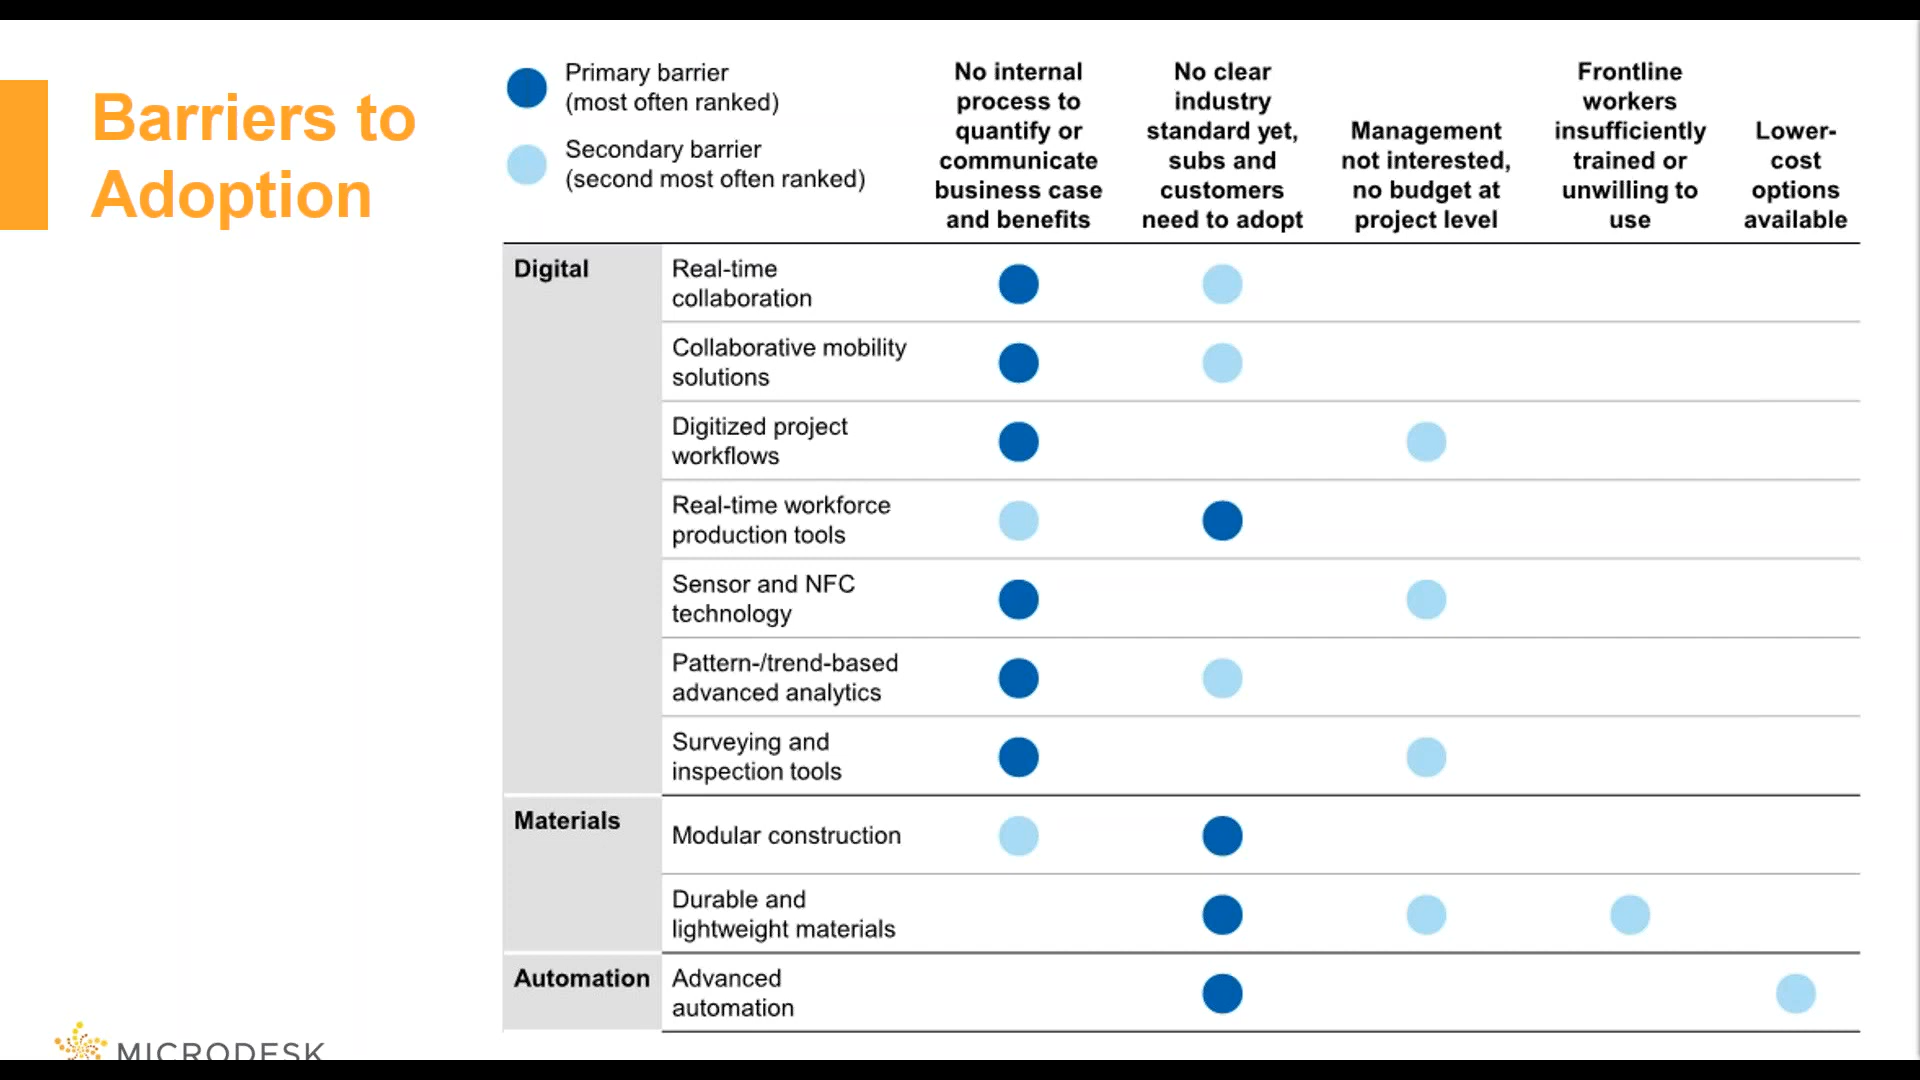 Barriers to
Adoption
Primary barrier
(most often ranked)
Secondary barrier
(second most often ranked)
No internal
process to
quantify or
communicate
business case
and benefits
No clear
industry
standard yet,
subs and
customers
need to adopt
Management
not interested,
no budget at
project level
Frontline
workers
insufficiently
trained or
unwilling to
use
Lower-
cost
options
available
Digital
Real-time
collaboration
Collaborative mobility
solutions
Digitized project
workflows
Real-time workforce
production tools
Sensor and NFC
technology
Pattern-/trend-based
advanced analytics
Surveying and
inspection tools
Materials
Modular construction
Durable and
lightweight materials
Automation
Advanced
automation
MICRODESK